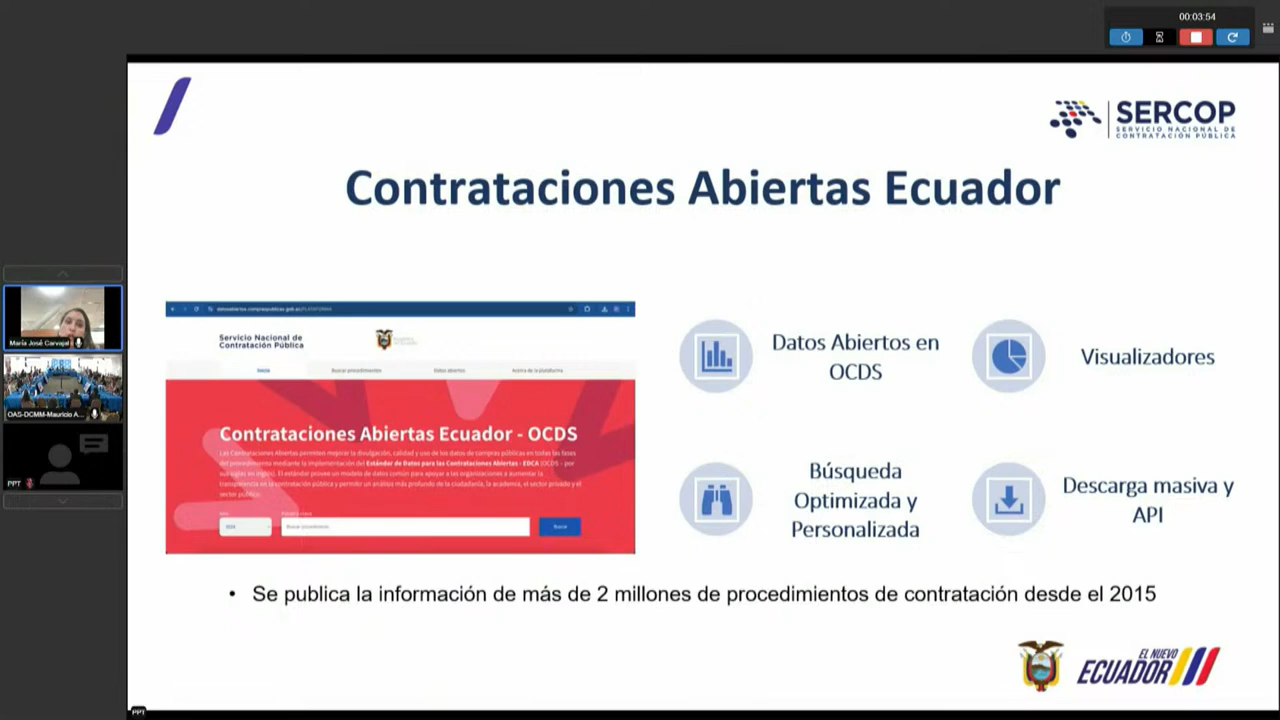 00:03:54
SERCOP
SERVICIO NACIONAL DE
CONTRATACIÓN PÚBLICA
Contrataciones Abiertas Ecuador
María José Carvajal
OAS-DCMM-Mauricio A...
PPT
Servicio Nacional de
Contratación Pública
Inicio
Buscar procedimientos
Datos abiertos
Acerca de la plataforma
Contrataciones Abiertas Ecuador - OCDS
Las Contrataciones Abiertas permiten mejorar la divulgación, calidad y uso de los datos de compras públicas en todas las fases
del procedimiento mediante la implementación del Estándar de Datos para las Contrataciones Abiertas - EDCA (OCDS - por
sus siglas en inglés). El estándar provee un modelo de datos común para apoyar a las organizaciones a aumentar la
transparencia en la contratación pública y permitir un análisis más profundo de la ciudadanía, la academia, el sector privado y el
sector público.
Año
Buscar procedimiento
Buscar
Datos Abiertos en
OCDS
Visualizadores
Búsqueda
Optimizada y
Personalizada
Descarga masiva y
API
• Se publica la información de más de 2 millones de procedimientos de contratación desde el 2015
EL NUEVO
ECUADOR
PPT